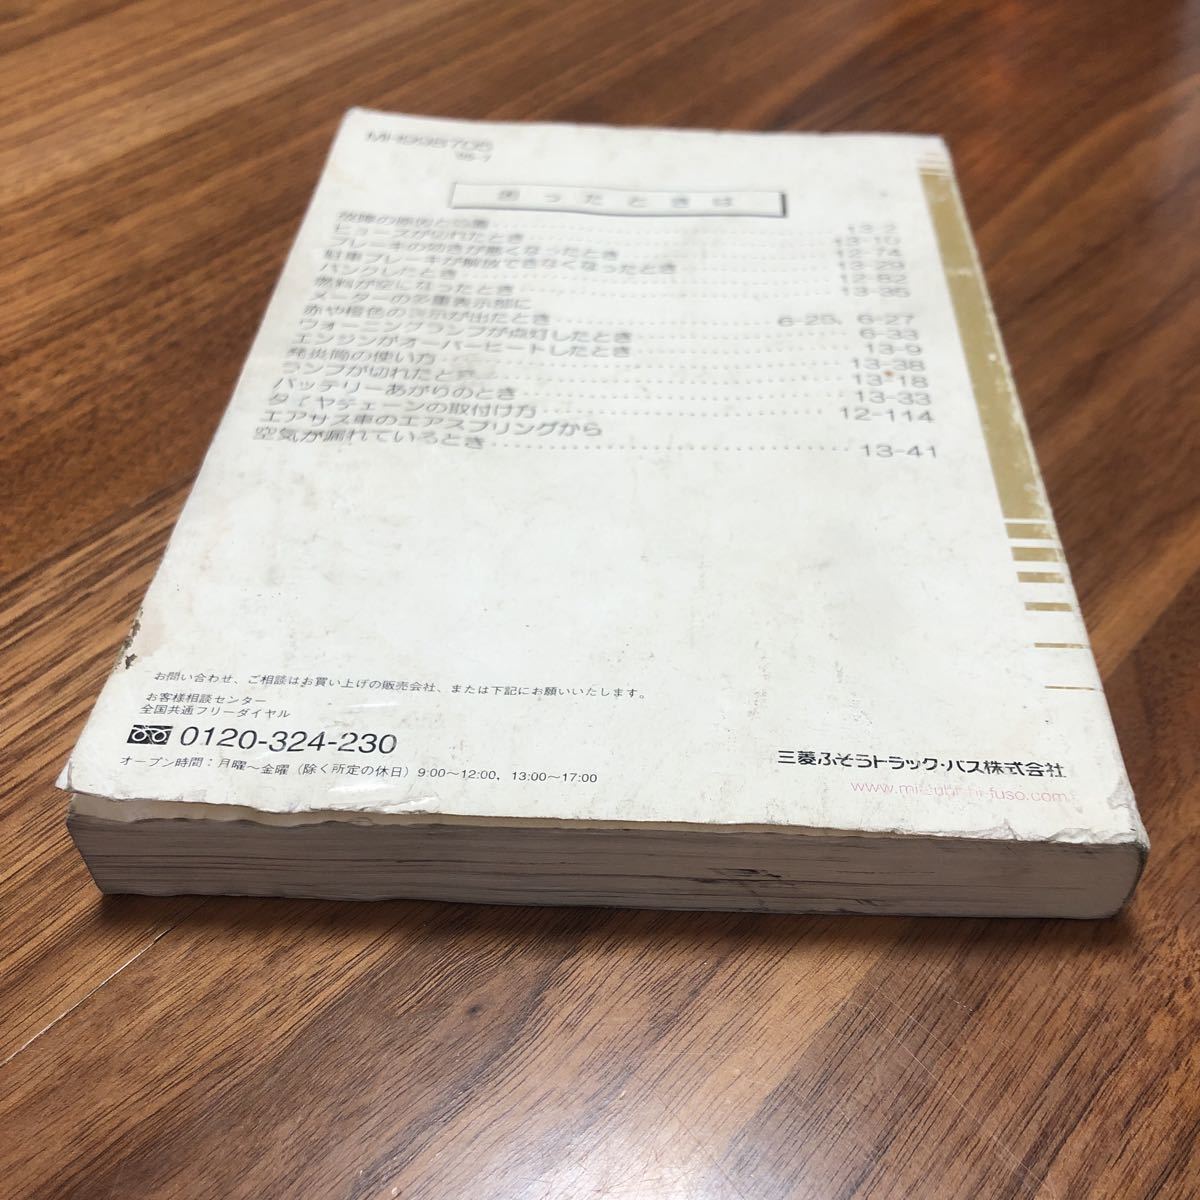 MH995705
困ったときは
故障の原因と処置 13-2
ヒューズが切れたとき 13-10
ブレーキの効きが悪くなったとき 12-74
駐車ブレーキが解放できなくなったとき 13-29
パンクしたとき 12-82
燃料が空になったとき 13-35
メーターの多重表示部に
赤や橙色の表示が出たとき 6-25、6-27
ウォーニングランプが点灯したとき 6-33
エンジンがオーバーヒートしたとき 13-9
発炎筒の使い方 13-38
ランプが切れたとき 13-18
バッテリーあがりのとき 13-33
タイヤチェーンの取付け方 12-114
エアサス車のエアスプリングから
空気が漏れているとき 13-41
お問い合わせ、ご相談はお買い上げの販売会社、または下記にお願いいたします。
お客様相談センター
全国共通フリーダイヤル
0120-324-230
オープン時間：月曜～金曜（除く所定の休日）9:00～12:00, 13:00～17:00
三菱ふそうトラック・バス株式会社
www.mitsubishi-fuso.com